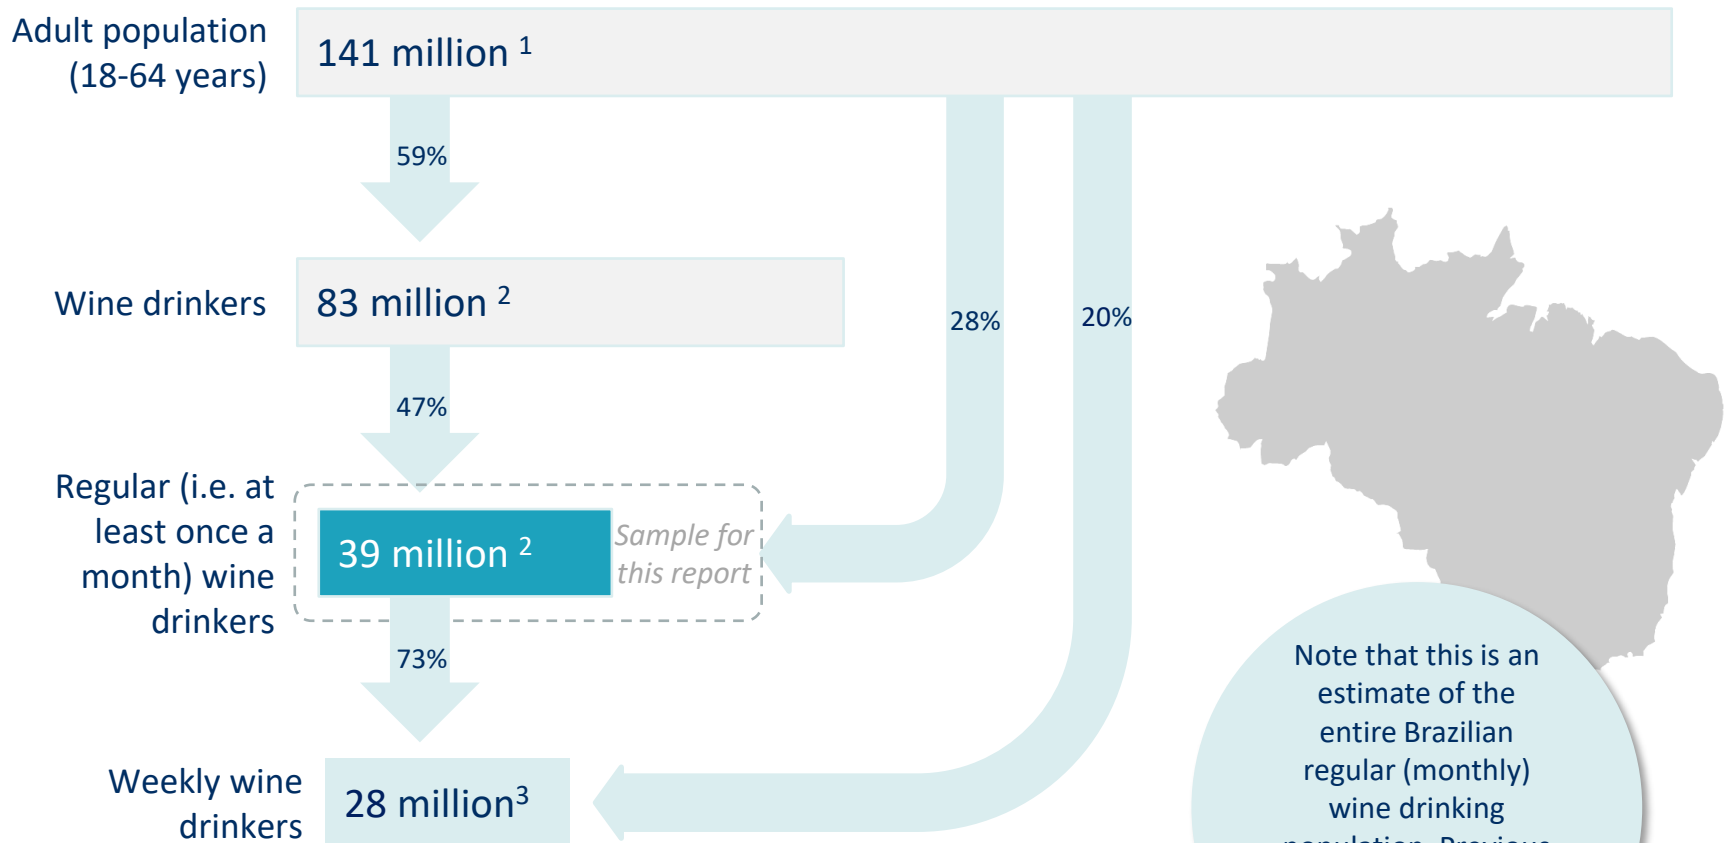 Adult population
(18-64 years)
141 million 1
59%
Wine drinkers
83 million 2
28%
20%
47%
Regular (i.e. at
least once a
month) wine
drinkers
39 million 2
Sample for
this report
73%
Weekly wine
drinkers
28 million3
Note that this is an
estimate of the
entire Brazilian
regular (monthly)
wine drinking
population. Previous